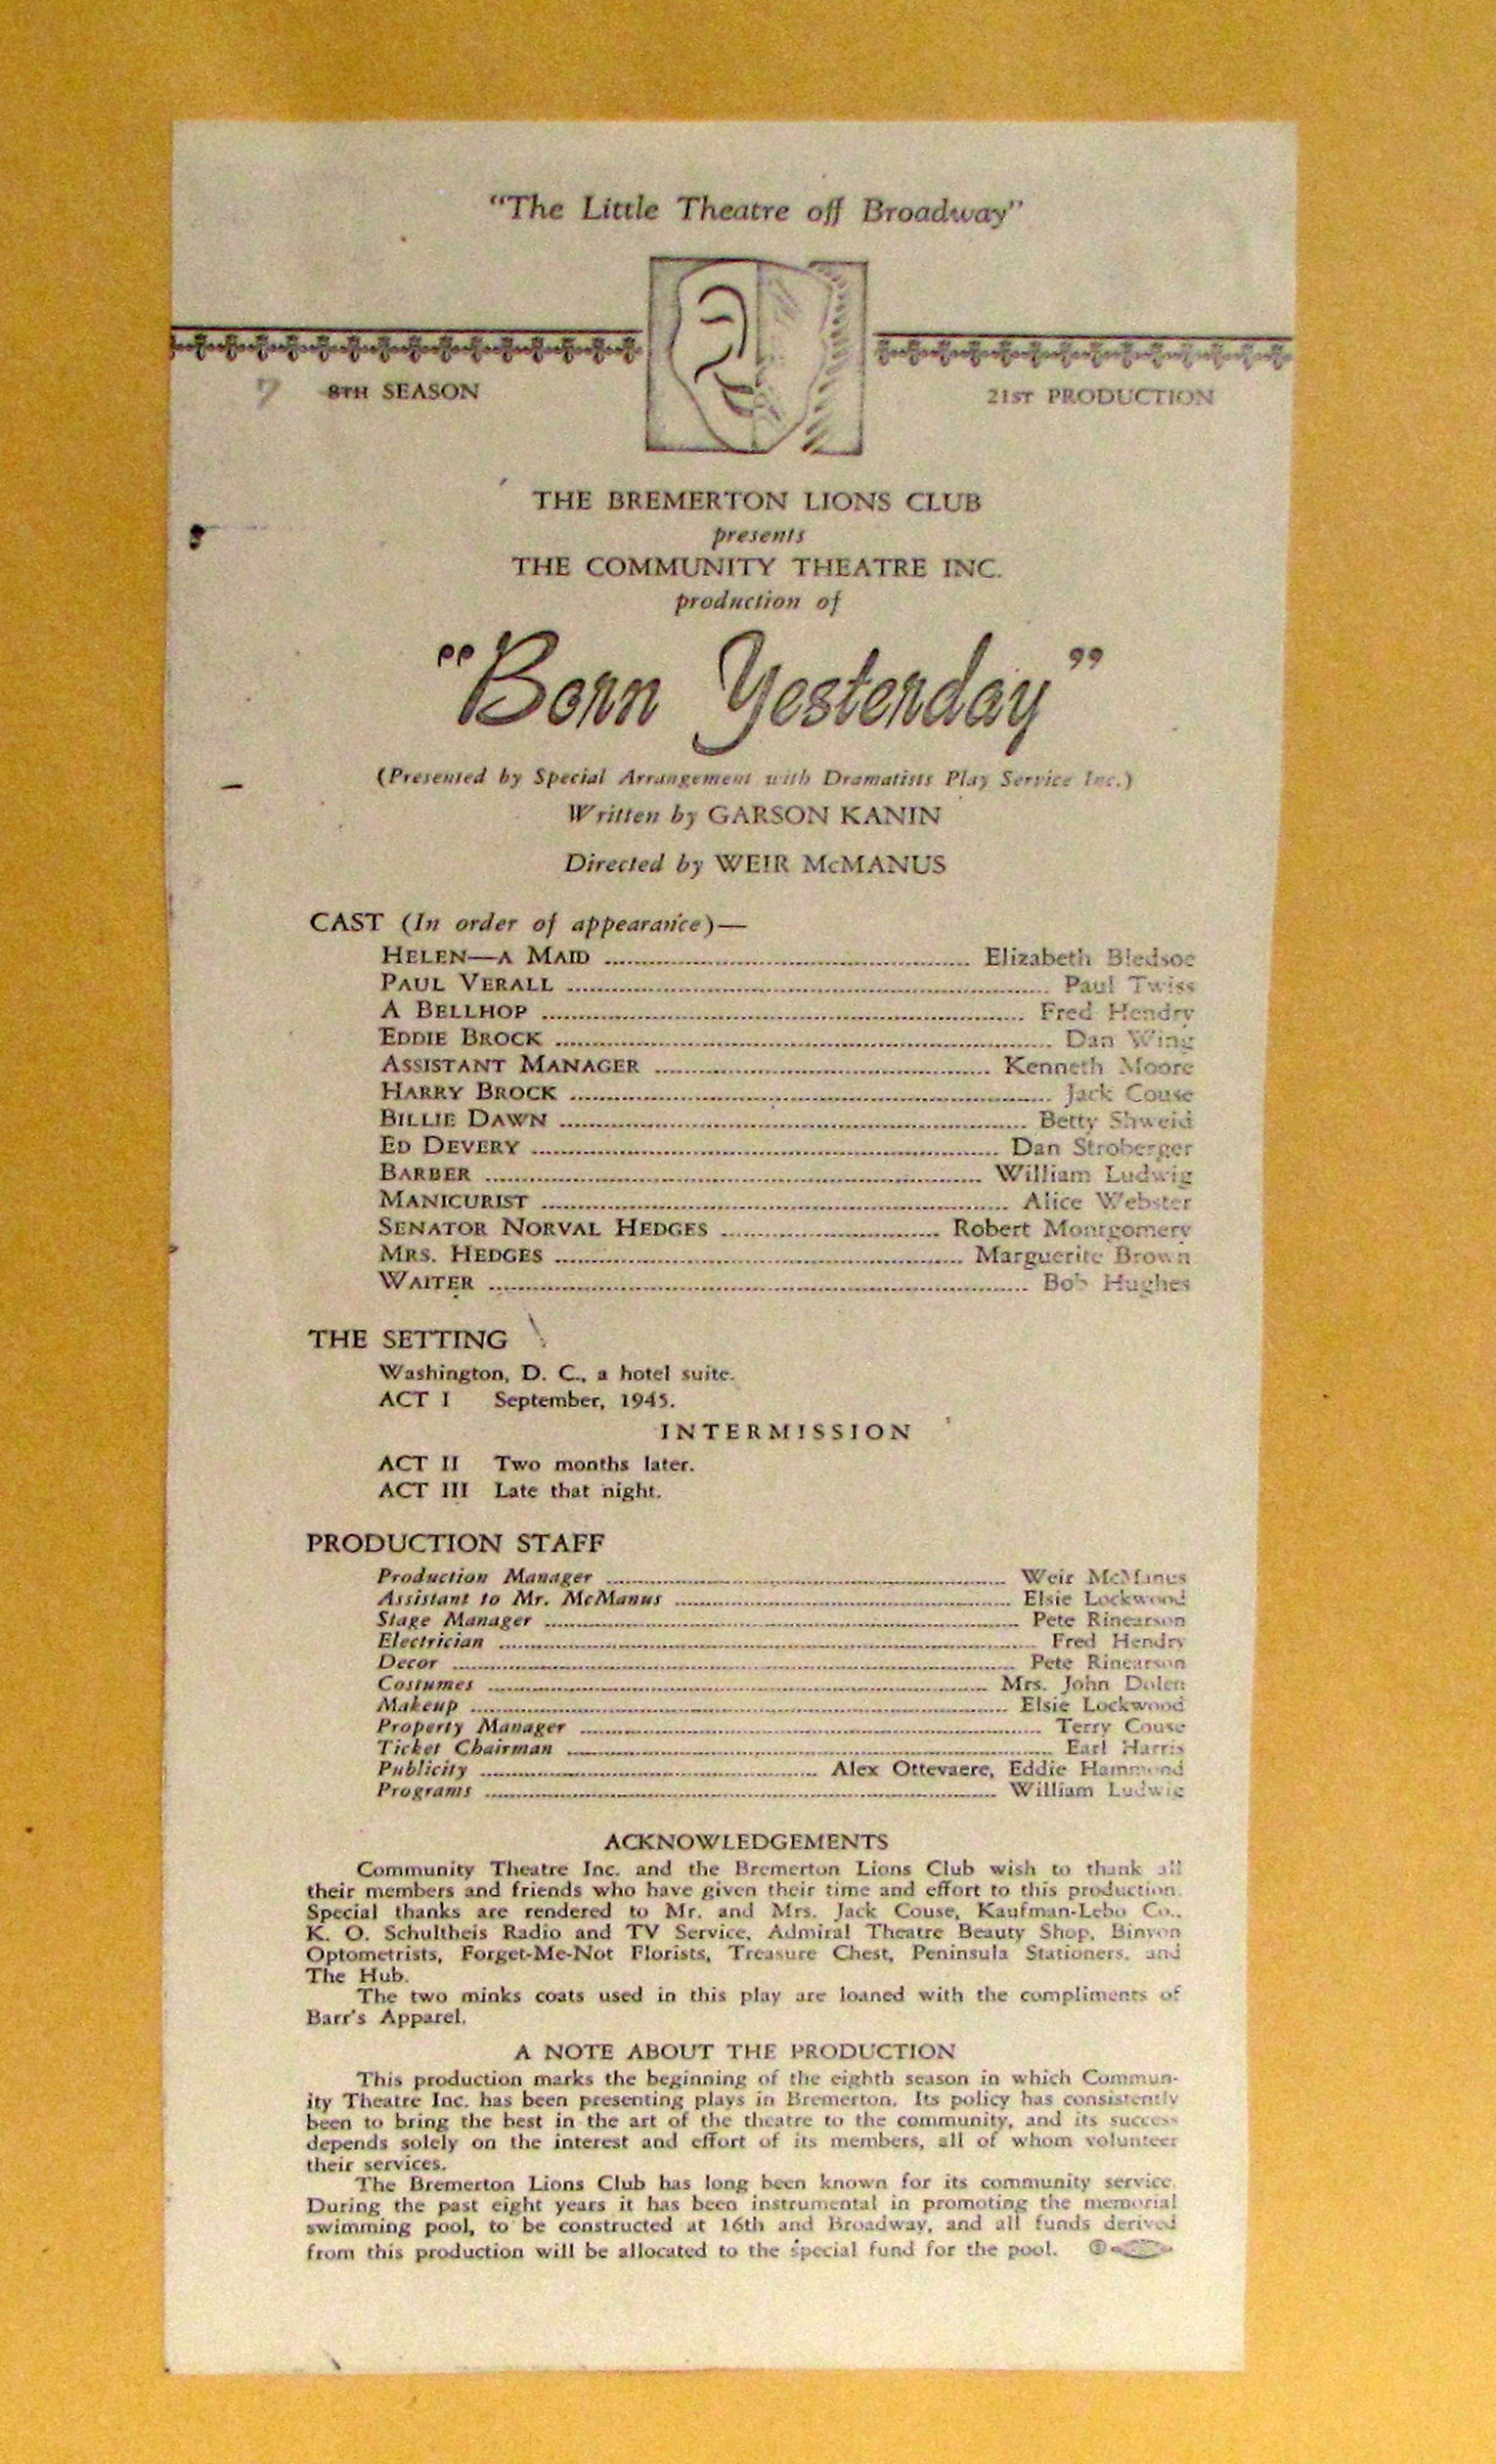 "The Little Theatre off Broadway"
7 8TH SEASON
21ST PRODUCTION
THE BREMERTON LIONS CLUB
presents
THE COMMUNITY THEATRE INC.
production of
"Born Yesterday"
(Presented by Special Arrangement with Dramatists Play Service Inc.)
Written by GARSON KANIN
Directed by WEIR McMANUS
CAST (In order of appearance)—
HELEN—A MAID ........ Elizabeth Bledsoe
PAUL VERALL ........ Paul Twiss
A BELLHOP ........ Fred Hendry
EDDIE BROCK ........ Dan Wing
ASSISTANT MANAGER ........ Kenneth Moore
HARRY BROCK ........ Jack Couse
BILLIE DAWN ........ Betty Shweid
ED DEVERY ........ Dan Stroberger
BARBER ........ William Ludwig
MANICURIST ........ Alice Webster
SENATOR NORVAL HEDGES ........ Robert Montgomery
MRS. HEDGES ........ Marguerite Brown
WAITER ........ Bob Hughes
THE SETTING
Washington, D. C., a hotel suite.
ACT I September, 1945.
INTERMISSION
ACT II Two months later.
ACT III Late that night.
PRODUCTION STAFF
Production Manager ........ Weir McManus
Assistant to Mr. McManus ........ Elsie Lockwood
Stage Manager ........ Pete Rinearson
Electrician ........ Fred Hendry
Decor ........ Pete Rinearson
Costumes ........ Mrs. John Dolen
Makeup ........ Elsie Lockwood
Property Manager ........ Terry Couse
Ticket Chairman ........ Earl Harris
Publicity ........ Alex Ottevaere, Eddie Hammond
Programs ........ William Ludwig
ACKNOWLEDGEMENTS
Community Theatre Inc. and the Bremerton Lions Club wish to thank all
their members and friends who have given their time and effort to this production.
Special thanks are rendered to Mr. and Mrs. Jack Couse, Kaufman-Lebo Co.,
K. O. Schultheis Radio and TV Service, Admiral Theatre Beauty Shop, Binyon
Optometrists, Forget-Me-Not Florists, Treasure Chest, Peninsula Stationers, and
The Hub.
The two minks coats used in this play are loaned with the compliments of
Barr's Apparel.
A NOTE ABOUT THE PRODUCTION
This production marks the beginning of the eighth season in which Commun-
ity Theatre Inc. has been presenting plays in Bremerton. Its policy has consistently
been to bring the best in the art of the theatre to the community, and its success
depends solely on the interest and effort of its members, all of whom volunteer
their services.
The Bremerton Lions Club has long been known for its community service.
During the past eight years it has been instrumental in promoting the memorial
swimming pool, to be constructed at 16th and Broadway, and all funds derived
from this production will be allocated to the special fund for the pool.